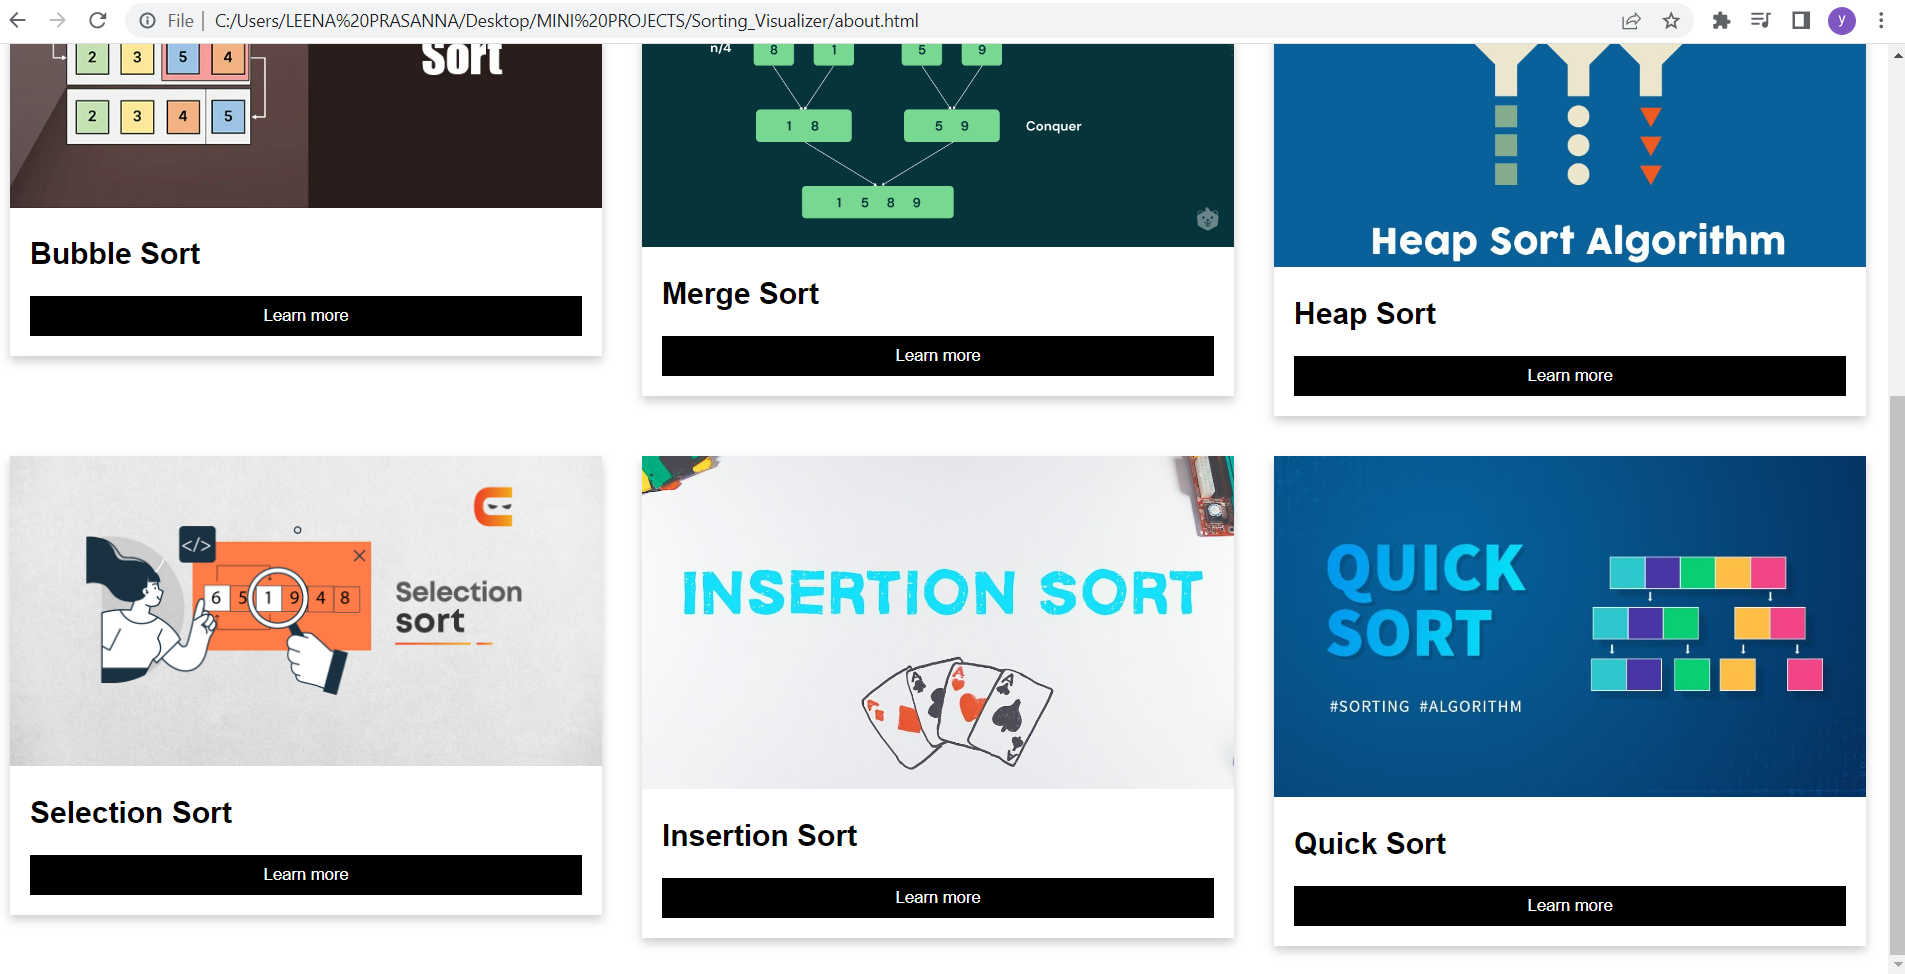 File | C:/Users/LEENA%20PRASANNA/Desktop/MINI%20PROJECTS/Sorting_Visualizer/about.html
y
2 3 5 4
2 3 4 5
Sort
n/4
8 1 5 9
1 8
5 9
Conquer
1 5 8 9
Heap Sort Algorithm
Bubble Sort
Learn more
Merge Sort
Learn more
Heap Sort
Learn more
</>
6 5 1 9 4 8
Selection
sort
INSERTION SORT
A A A A
A
QUICK
SORT
#SORTING #ALGORITHM
Selection Sort
Learn more
Insertion Sort
Learn more
Quick Sort
Learn more